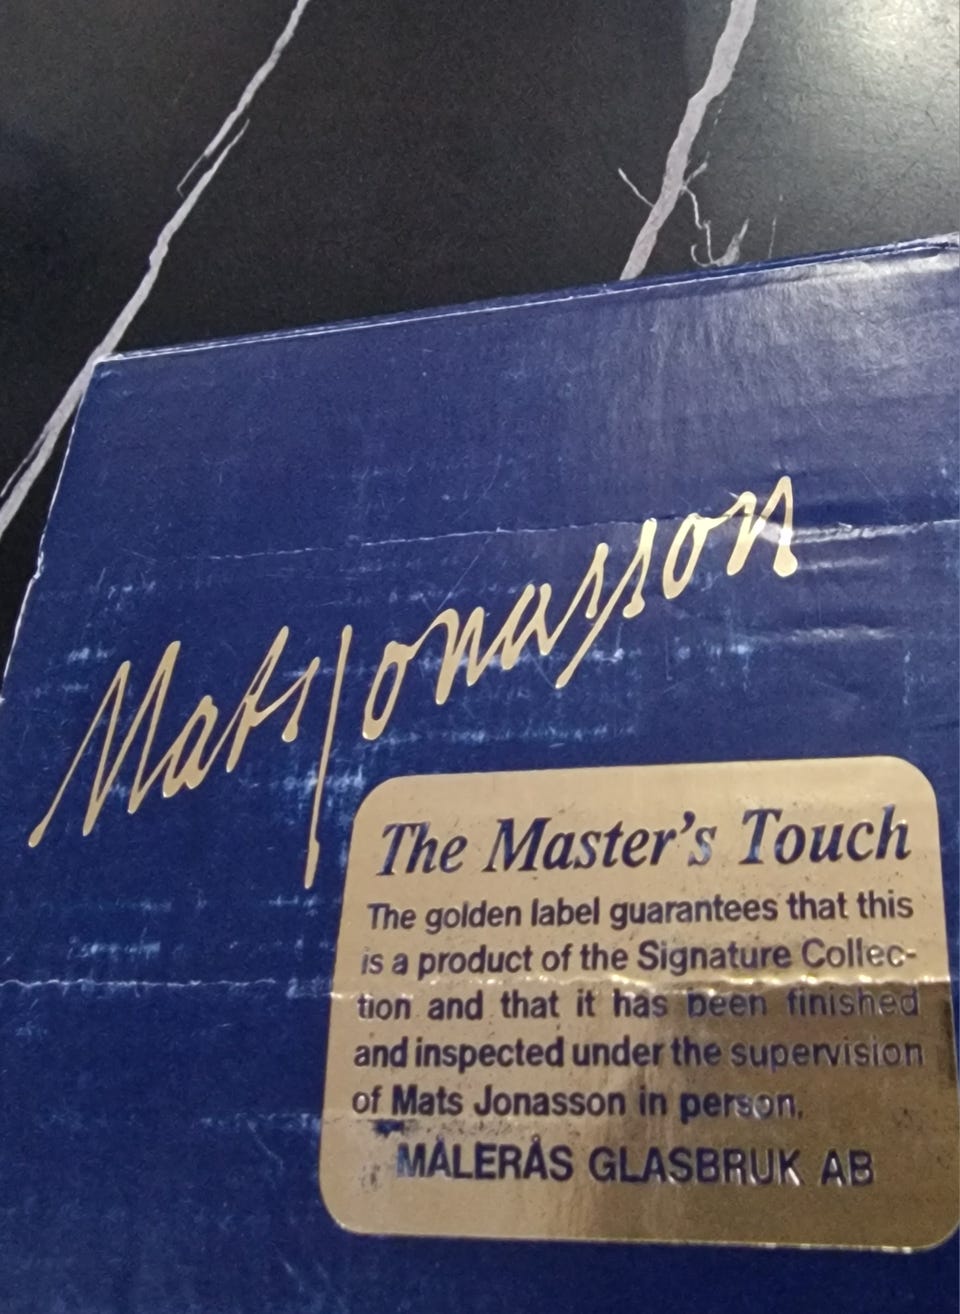 Mats Jonasson
The Master's Touch
The golden label guarantees that this
is a product of the Signature Collec-
tion and that it has been finished
and inspected under the supervision
of Mats Jonasson in person.
MÅLERÅS GLASBRUK AB